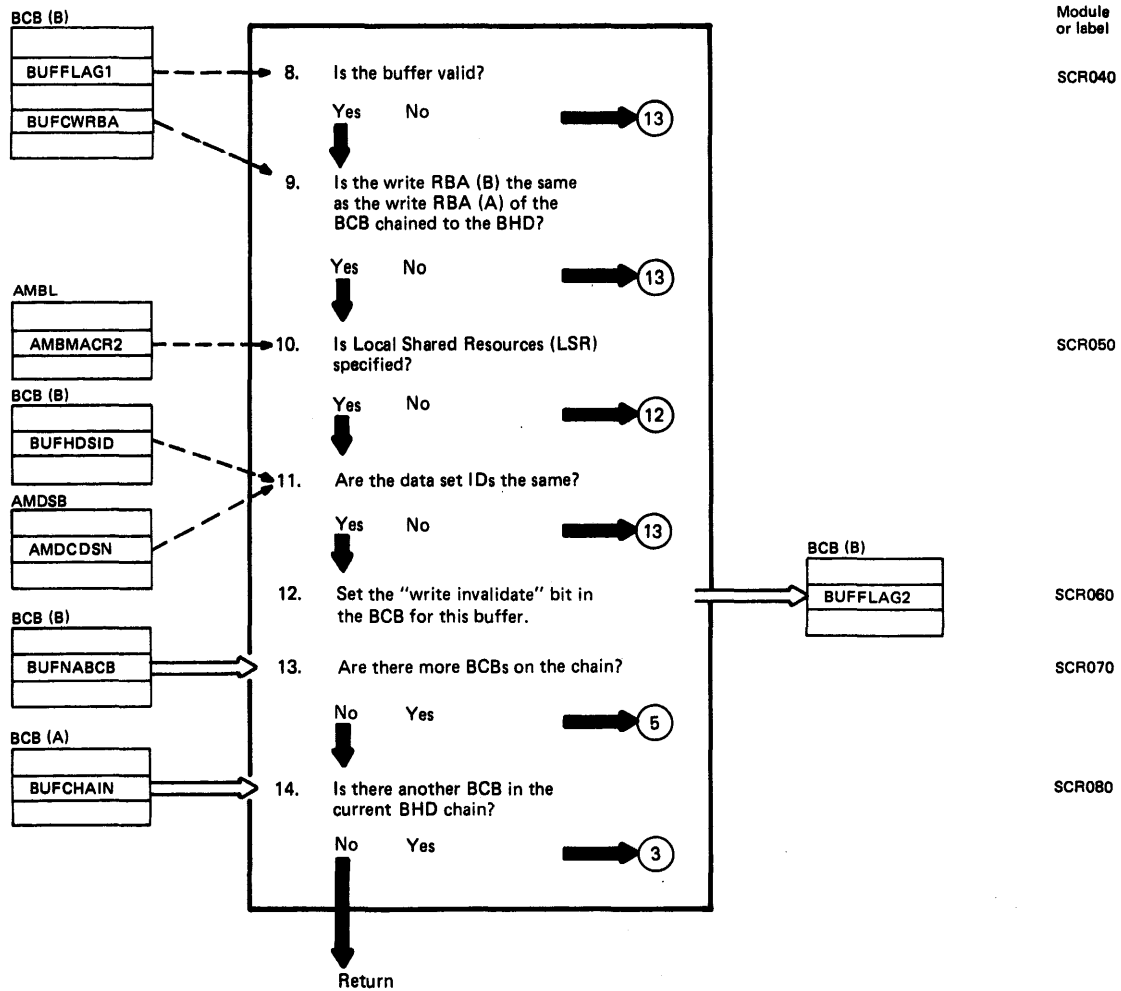 BCB (B)
BUFFLAG1
BUFCWRBA
Module
or label
8. Is the buffer valid?
SCR040
Yes No
13
9. Is the write RBA (B) the same
as the write RBA (A) of the
BCB chained to the BHD?
Yes No
13
AMBL
AMBMACR2
10. Is Local Shared Resources (LSR)
specified?
SCR050
Yes No
12
BCB (B)
BUFHDSID
11. Are the data set IDs the same?
AMDSB
AMDCDSN
Yes No
13
BCB (B)
BUFFLAG2
12. Set the “write invalidate” bit in
the BCB for this buffer.
SCR060
BCB (B)
BUFNABCB
13. Are there more BCBs on the chain?
SCR070
No Yes
5
BCB (A)
BUFCHAIN
14. Is there another BCB in the
current BHD chain?
SCR080
No Yes
3
Return